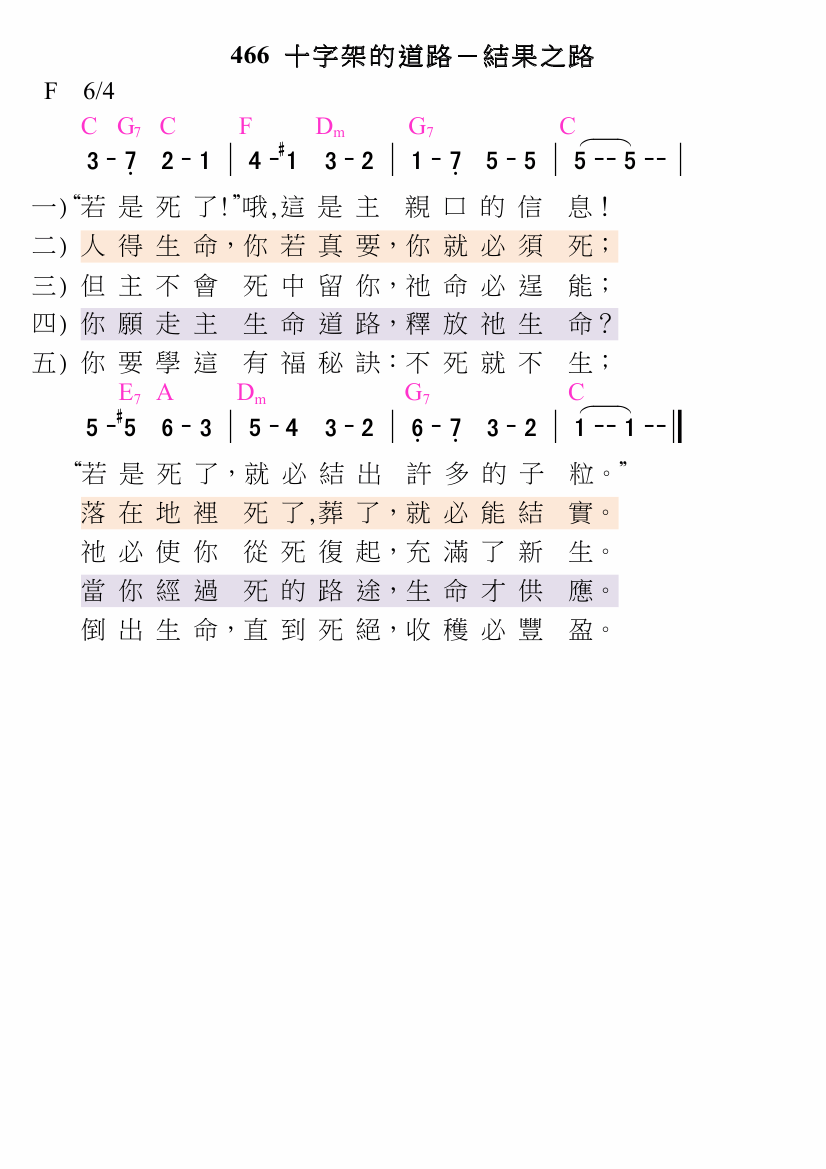 466 十字架的道路－結果之路
F 6/4
C G7 C F Dm G7 C
3 - 7̣ 2 - 1 | 4 - #1 3 - 2 | 1 - 7̣ 5 - 5 | 5 -- 5 -- |
一) “若是死了!”哦,這是主 親口的信 息!
二) 人得生命，你若真要，你就必須 死；
三) 但主不會 死中留你，祂命必逞 能；
四) 你願走主 生命道路，釋放祂生 命？
五) 你要學這 有福秘訣：不死就不 生；
E7 A Dm G7 C
5 - #5 6 - 3 | 5 - 4 3 - 2 | 6̣ - 7̣ 3 - 2 | 1 -- 1 -- ‖
“若是死了，就必結出 許多的子 粒。”
落在地裡 死了,葬了，就必能結 實。
祂必使你 從死復起，充滿了新 生。
當你經過 死的路途，生命才供 應。
倒出生命，直到死絕，收穫必豐 盈。